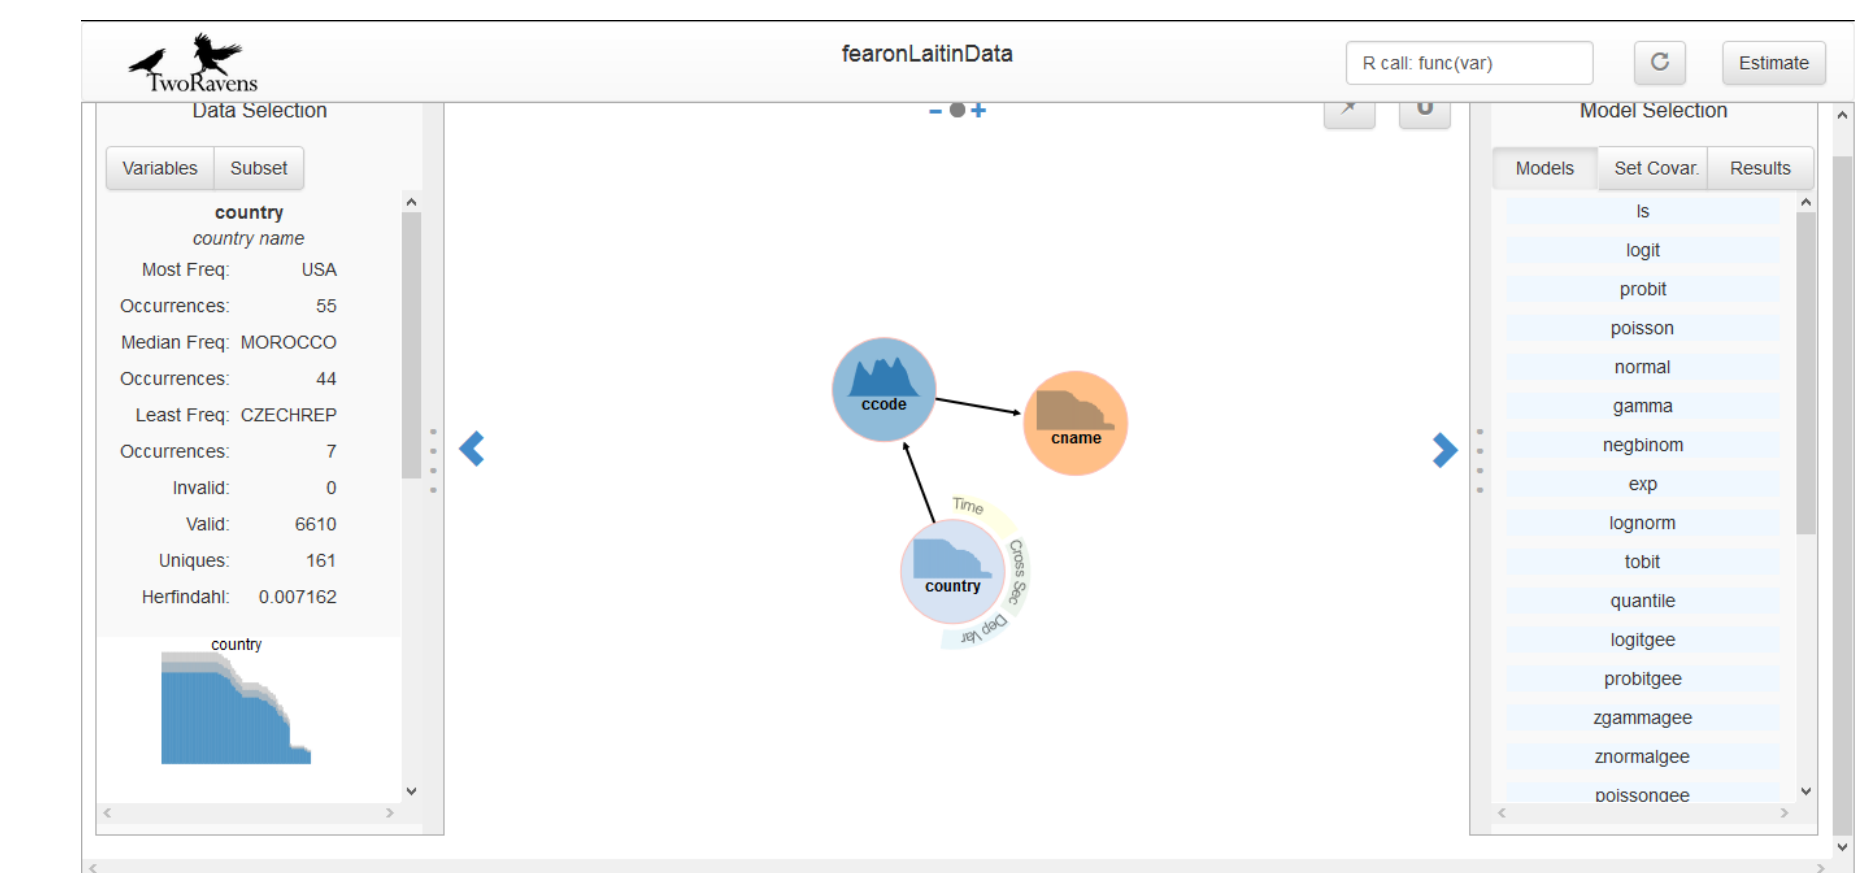 TwoRavens
fearonLaitinData
R call: func(var)
Estimate
Data Selection
Variables Subset
country
country name
Most Freq: USA
Occurrences: 55
Median Freq: MOROCCO
Occurrences: 44
Least Freq: CZECHREP
Occurrences: 7
Invalid: 0
Valid: 6610
Uniques: 161
Herfindahl: 0.007162
country
ccode
cname
Time
Cross Sec
Dep Var
country
Model Selection
Models Set Covar. Results
ls
logit
probit
poisson
normal
gamma
negbinom
exp
lognorm
tobit
quantile
logitgee
probitgee
zgammagee
znormalgee
poissongee